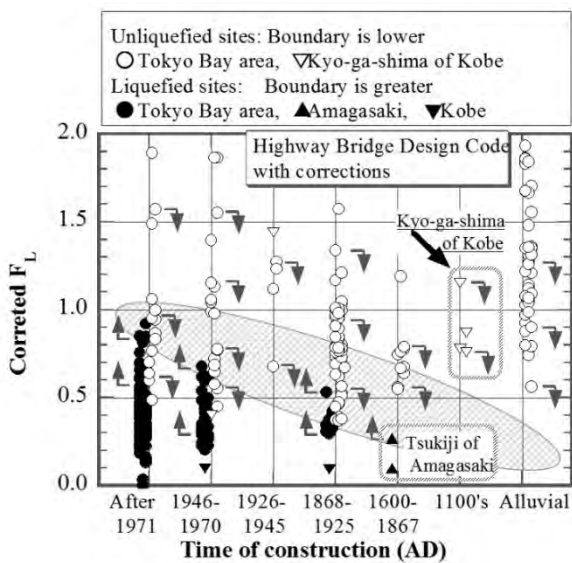 Unliquefied sites: Boundary is lower
Tokyo Bay area, Kyo-ga-shima of Kobe
Liquefied sites: Boundary is greater
Tokyo Bay area, Amagasaki, Kobe
Highway Bridge Design Code
with corrections
Kyo-ga-shima
of Kobe
Tsukiji of
Amagasaki
Correted F_L
2.0
1.5
1.0
0.5
0.0
After 1946- 1926- 1868- 1600- 1100's Alluvial
1971 1970 1945 1925 1867
Time of construction (AD)